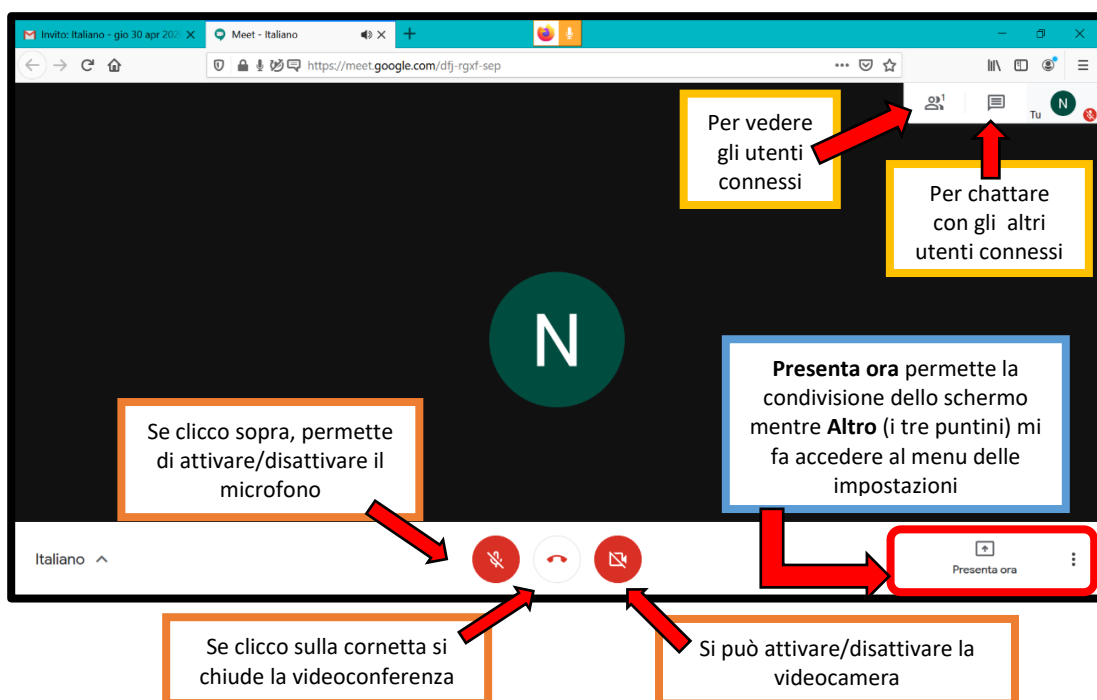 Invito: Italiano - gio 30 apr 202
Meet - Italiano
https://meet.google.com/dfj-rgxf-sep
1
Tu
N
Per vedere
gli utenti
connessi
Per chattare
con gli altri
utenti connessi
N
Presenta ora permette la
condivisione dello schermo
mentre Altro (i tre puntini) mi
fa accedere al menu delle
impostazioni
Se clicco sopra, permette
di attivare/disattivare il
microfono
Italiano
Presenta ora
Se clicco sulla cornetta si
chiude la videoconferenza
Si può attivare/disattivare la
videocamera